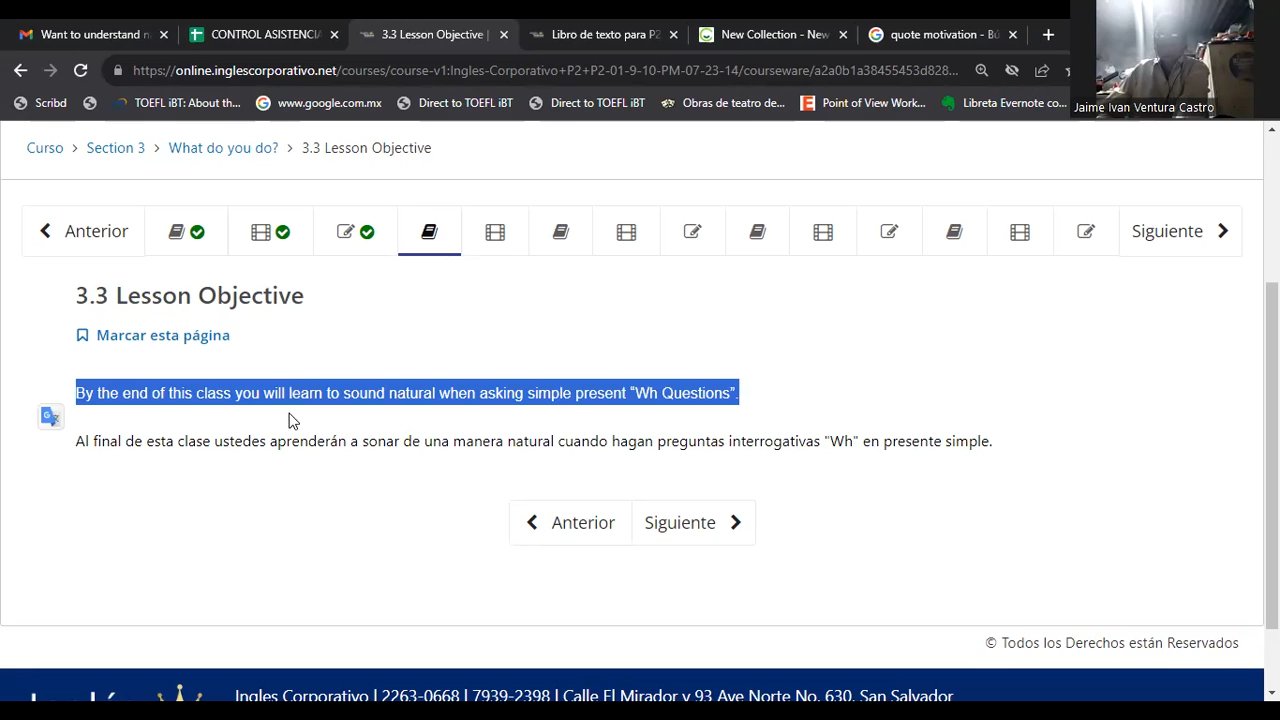 Want to understand n
CONTROL ASISTENCIA
3.3 Lesson Objective |
Libro de texto para P2
New Collection - New
quote motivation - Bú
https://online.inglescorporativo.net/courses/course-v1:Ingles-Corporativo+P2+P2-01-9-10-PM-07-23-14/courseware/a2a0b1a38455453d828...
Scribd
TOEFL iBT: About th...
www.google.com.mx
Direct to TOEFL iBT
Direct to TOEFL iBT
Obras de teatro de...
Point of View Work...
Libreta Evernote co...
Jaime Ivan Ventura Castro
Curso > Section 3 > What do you do? > 3.3 Lesson Objective
Anterior
Siguiente
3.3 Lesson Objective
Marcar esta página
By the end of this class you will learn to sound natural when asking simple present “Wh Questions”.
Al final de esta clase ustedes aprenderán a sonar de una manera natural cuando hagan preguntas interrogativas "Wh" en presente simple.
Anterior
Siguiente
© Todos los Derechos están Reservados
Ingles Corporativo | 2263-0668 | 7939-2398 | Calle El Mirador y 93 Ave Norte No. 630, San Salvador